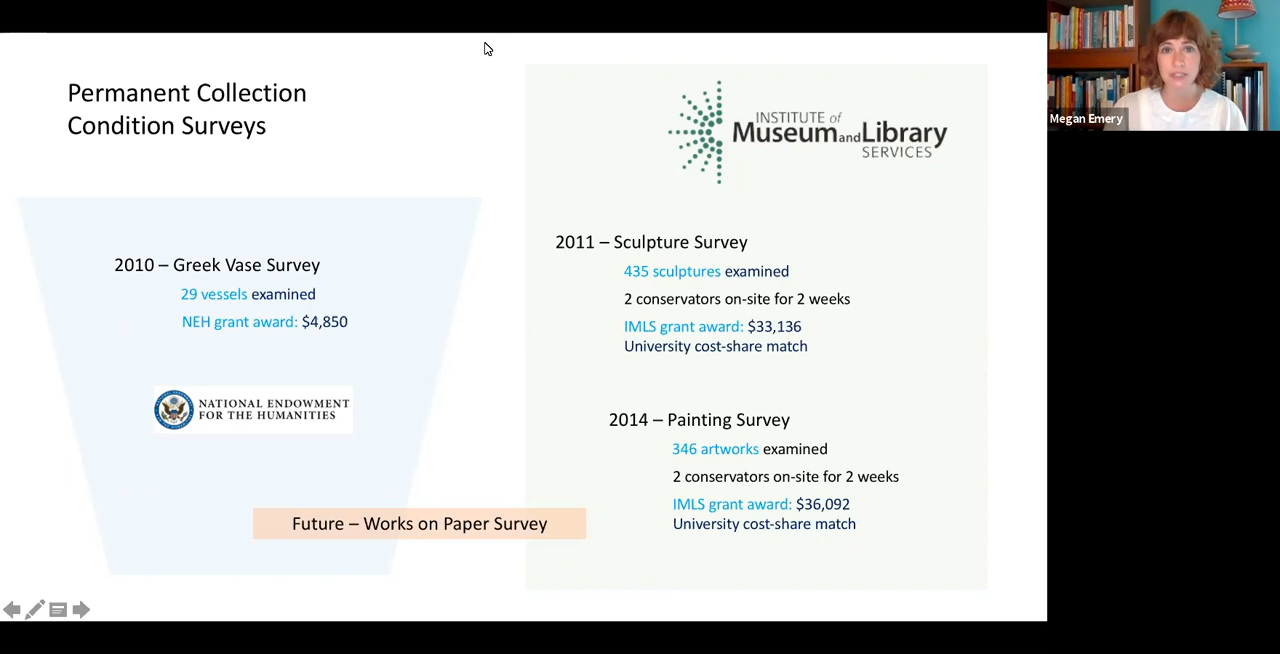 Permanent Collection
Condition Surveys
INSTITUTE of
Museum and Library
SERVICES
Megan Emery
2010 – Greek Vase Survey
29 vessels examined
NEH grant award: $4,850
NATIONAL ENDOWMENT
FOR THE HUMANITIES
2011 – Sculpture Survey
435 sculptures examined
2 conservators on-site for 2 weeks
IMLS grant award: $33,136
University cost-share match
2014 – Painting Survey
346 artworks examined
2 conservators on-site for 2 weeks
IMLS grant award: $36,092
University cost-share match
Future – Works on Paper Survey